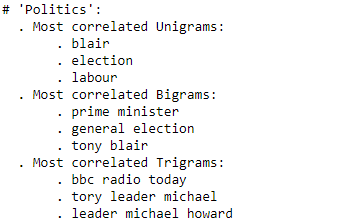 # 'Politics':
. Most correlated Unigrams:
. blair
. election
. labour
. Most correlated Bigrams:
. prime minister
. general election
. tony blair
. Most correlated Trigrams:
. bbc radio today
. tory leader michael
. leader michael howard